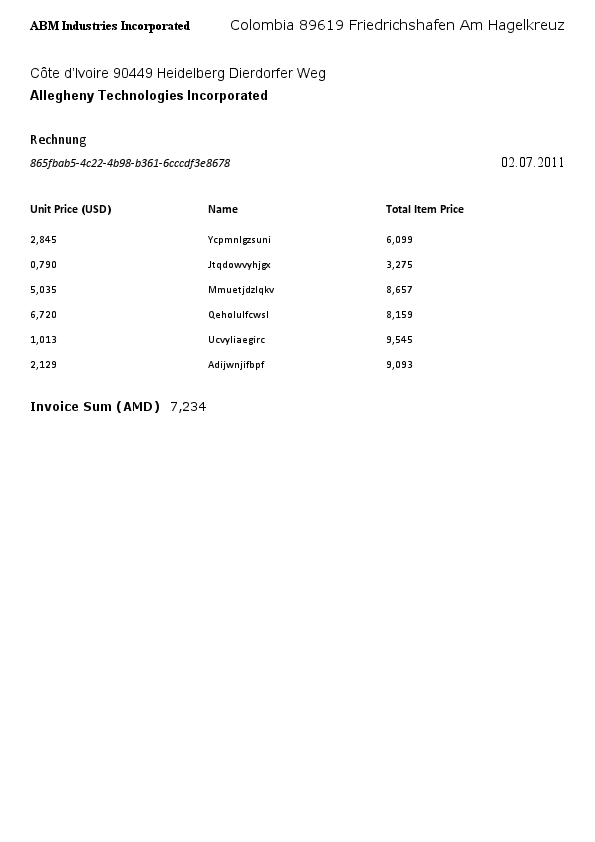 ABM Industries Incorporated Colombia 89619 Friedrichshafen Am Hagelkreuz
Côte d'Ivoire 90449 Heidelberg Dierdorfer Weg
Allegheny Technologies Incorporated
Rechnung
865fbab5-4c22-4b98-b361-6cccdf3e8678 02.07.2011
Unit Price (USD) Name Total Item Price
2,845 Ycpmnlgzsuni 6,099
0,790 Jtqdowvyhjgx 3,275
5,035 Mmuetjdzlqkv 8,657
6,720 Qeholulfcwsl 8,159
1,013 Ucvyliaegirc 9,545
2,129 Adijwnjifbpf 9,093
Invoice Sum (AMD) 7,234